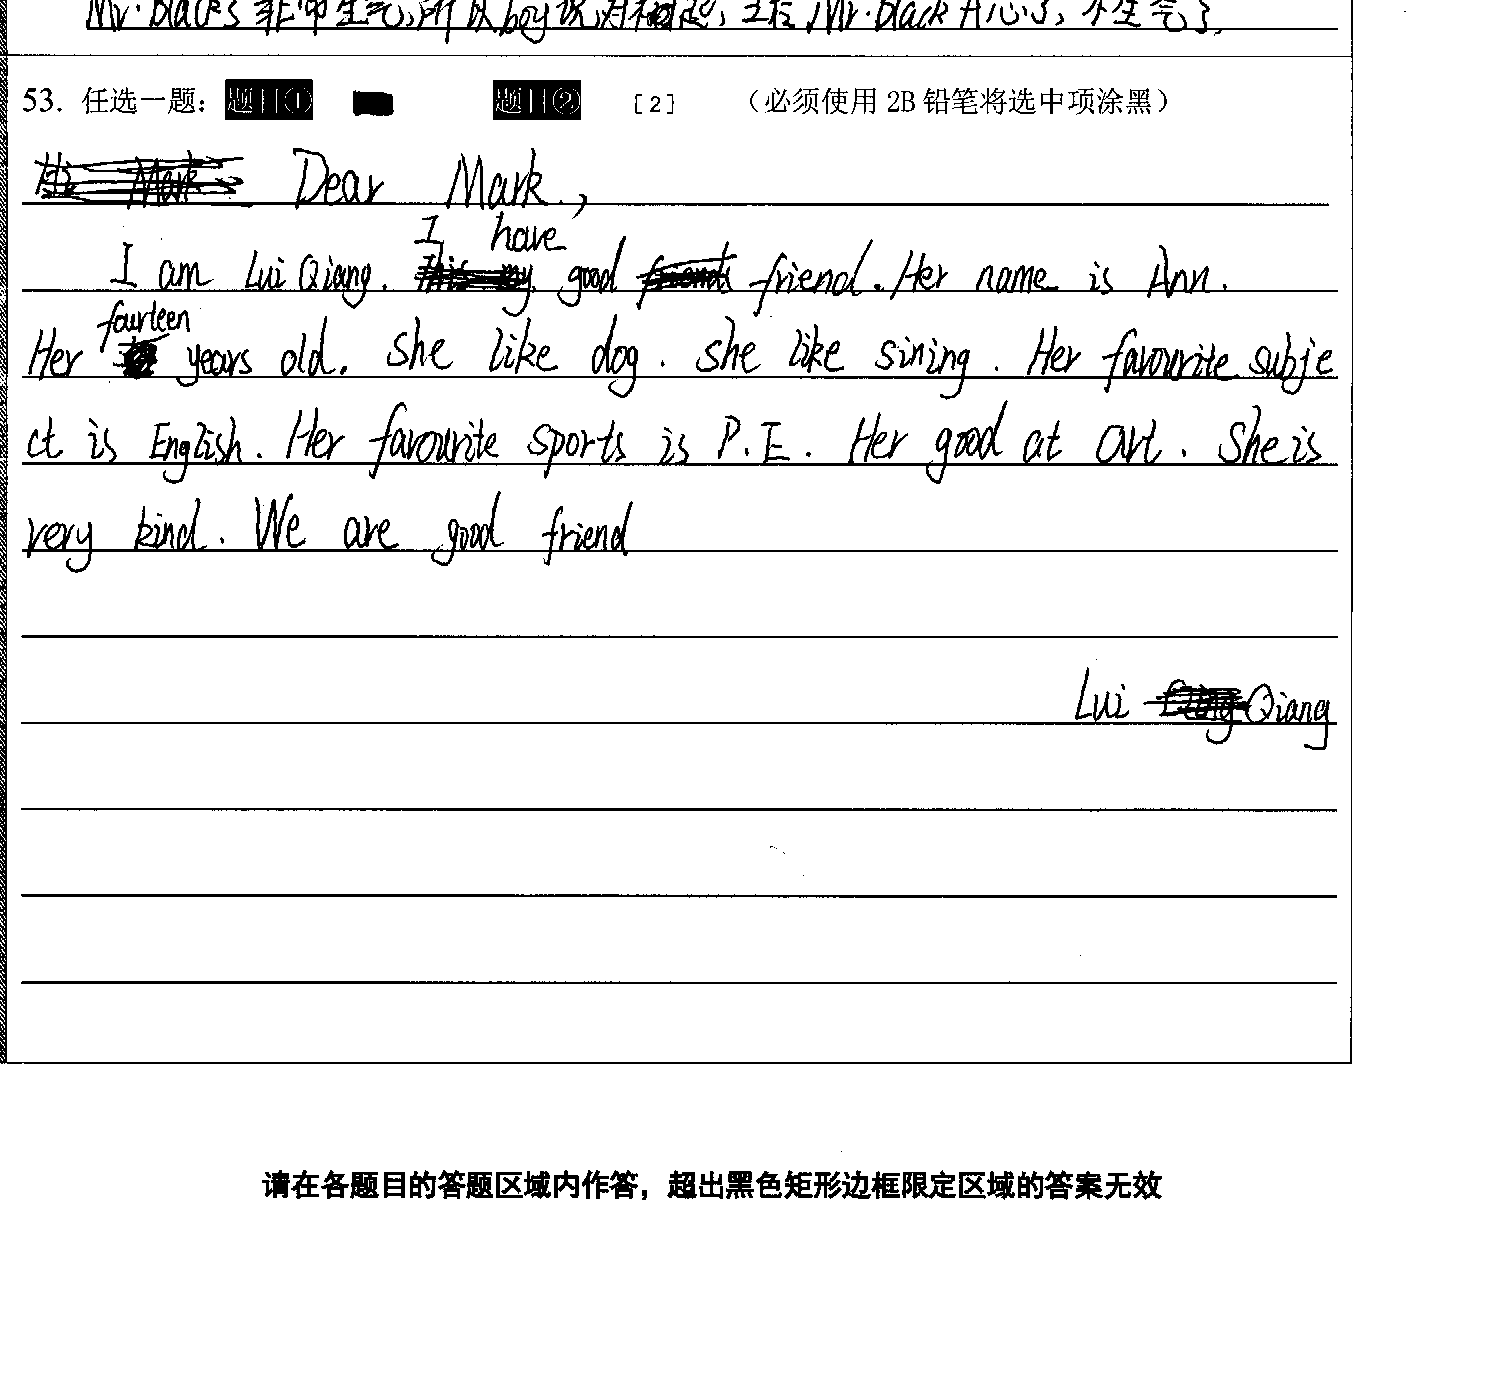 Mr. Blacks 非常生气,所以boy说对不起, Mr. black 开心了, 不生气了.
53. 任选一题: 题目① 题目② [2] (必须使用 2B 铅笔将选中项涂黑)
Dear Mark.,
I have
I am Lui Qiang. good friend. Her name is Ann.
fourteen
Her years old. She like dog. She like sining. Her favourite subje
ct is English. Her favourite sports is P.E. Her good at art. She is
very kind. We are good friend
Lui Qiang
请在各题目的答题区域内作答，超出黑色矩形边框限定区域的答案无效